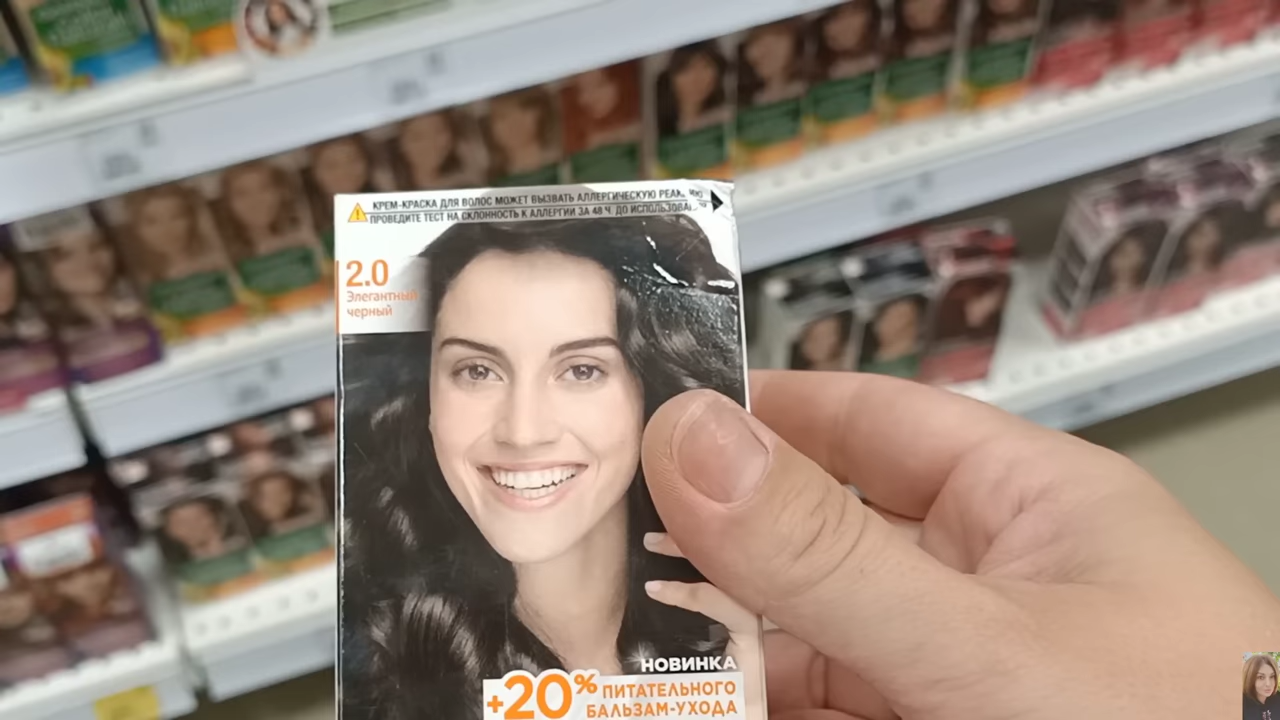 КРЕМ-КРАСКА ДЛЯ ВОЛОС МОЖЕТ ВЫЗВАТЬ АЛЛЕРГИЧЕСКУЮ
ПРОВЕДИТЕ ТЕСТ НА СКЛОННОСТЬ К АЛЛЕРГИИ ЗА 48 Ч. ДО
2.0
Элегантный
черный
НОВИНКА
+20% ПИТАТЕЛЬНОГО
БАЛЬЗАМ-УХОДА